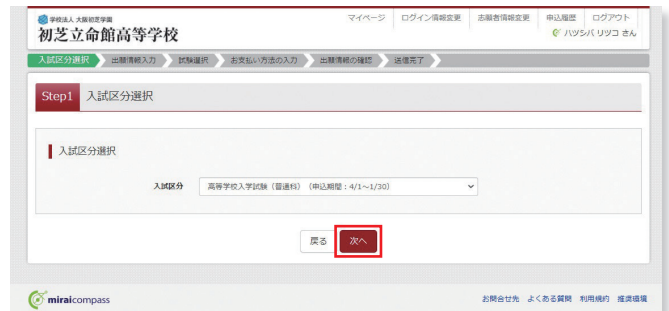 学校法人 大阪初芝学園
初芝立命館高等学校
マイページ ログイン情報変更 志願者情報変更 申込履歴 ログアウト
ハツシバ リツコ さん
入試区分選択 出願情報入力 試験選択 お支払い方法の入力 出願情報の確認 送信完了
Step1 入試区分選択
入試区分選択
入試区分 高等学校入学試験（普通科）（申込期間：4/1～1/30）
戻る 次へ
miraicompass
お問合せ先 よくある質問 利用規約 推奨環境